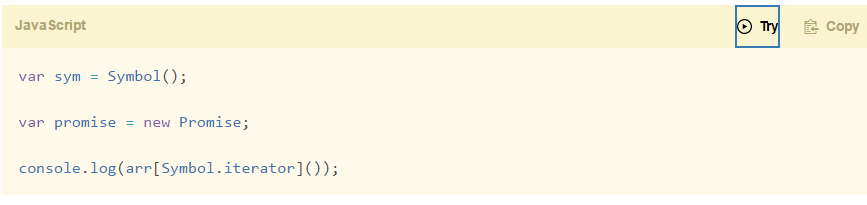 JavaScript Try Copy
var sym = Symbol();
var promise = new Promise;
console.log(arr[Symbol.iterator]());